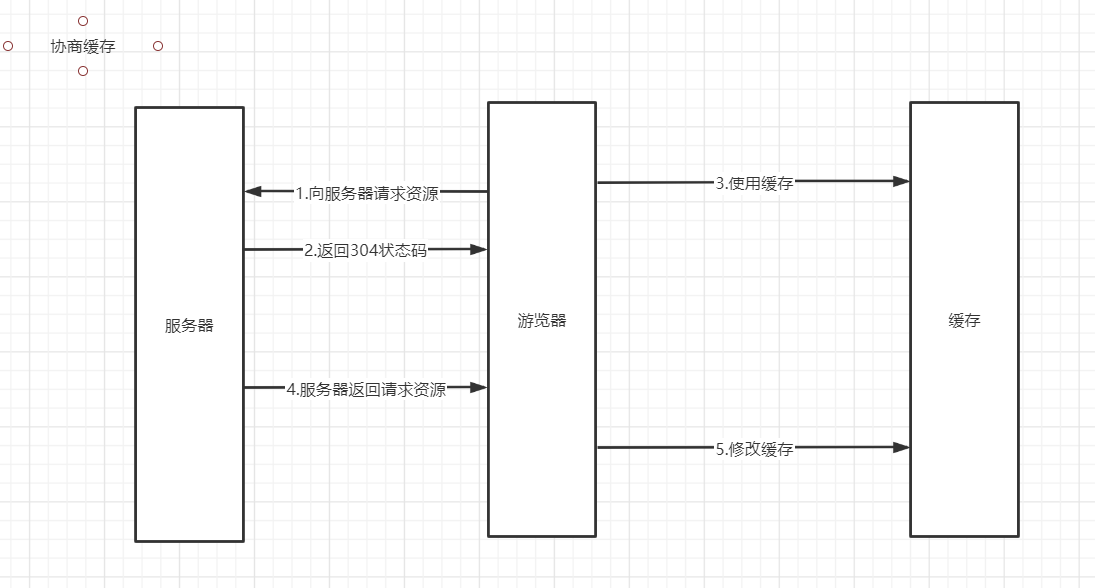 协商缓存
1.向服务器请求资源
3.使用缓存
2.返回304状态码
服务器
游览器
缓存
4.服务器返回请求资源
5.修改缓存